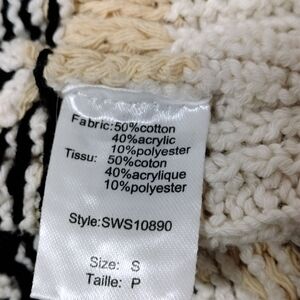 Fabric:50%cotton
40%acrylic
10%polyester
Tissu: 50%coton
40%acrylique
10%polyester
Style:SWS10890
Size: S
Taille: P